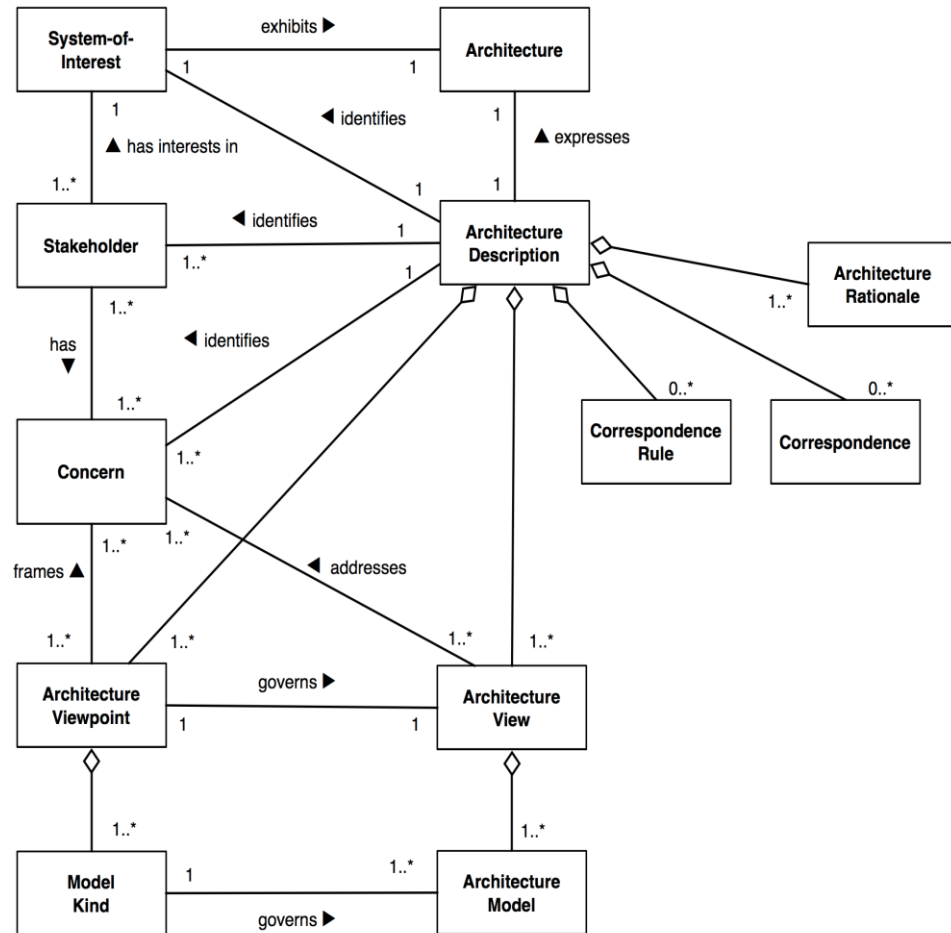 System-of-
Interest
exhibits ▶
Architecture
1
1
1
1
◀ identifies
1
▲ has interests in
▲ expresses
1..*
1
1
Stakeholder
◀ identifies
1
Architecture
Description
1..*
1
Architecture
Rationale
1..*
1..*
has
▼
◀ identifies
1..*
0..*
0..*
Correspondence
Rule
Correspondence
1..*
Concern
1..*
1..*
frames ▲
◀ addresses
1..*
1..*
1..*
1..*
Architecture
Viewpoint
governs ▶
Architecture
View
1
1
1..*
1..*
Model
Kind
1
1..*
Architecture
Model
governs ▶